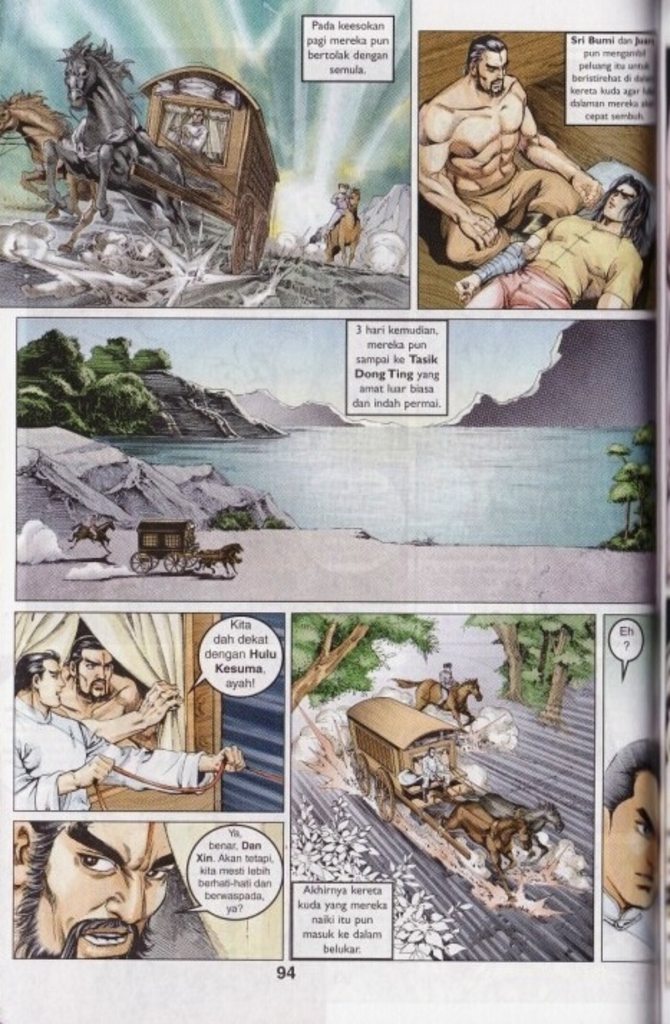 Pada keesokan
pagi mereka pun
bertolak dengan
semula.
Sri Bumi dan
pun mengambil
peluang itu untuk
beristirehat di
kereta kuda agar
dalaman mereka
cepat sembuh.
3 hari kemudian,
mereka pun
sampai ke Tasik
Dong Ting yang
amat luar biasa
dan indah permai.
Kita
dah dekat
dengan Hulu
Kesuma,
ayah!
Ya,
benar, Dan
Xin. Akan tetapi,
kita mesti lebih
berhati-hati dan
berwaspada,
ya?
Akhirnya kereta
kuda yang mereka
naiki itu pun
masuk ke dalam
belukar.
Eh
?
94